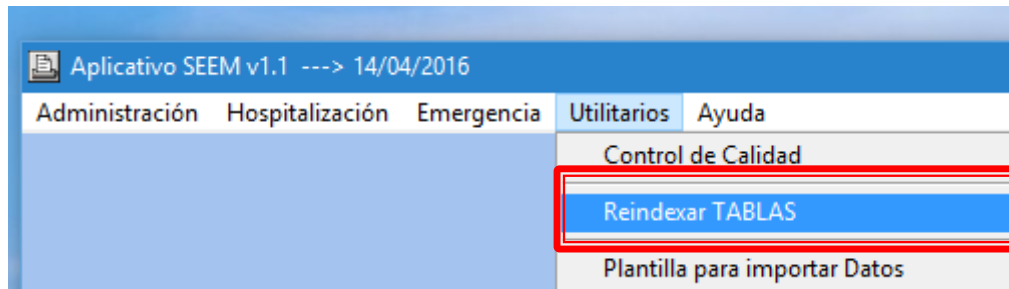 Aplicativo SEEM v1.1 ---> 14/04/2016
Administración Hospitalización Emergencia Utilitarios Ayuda
Control de Calidad
Reindexar TABLAS
Plantilla para importar Datos